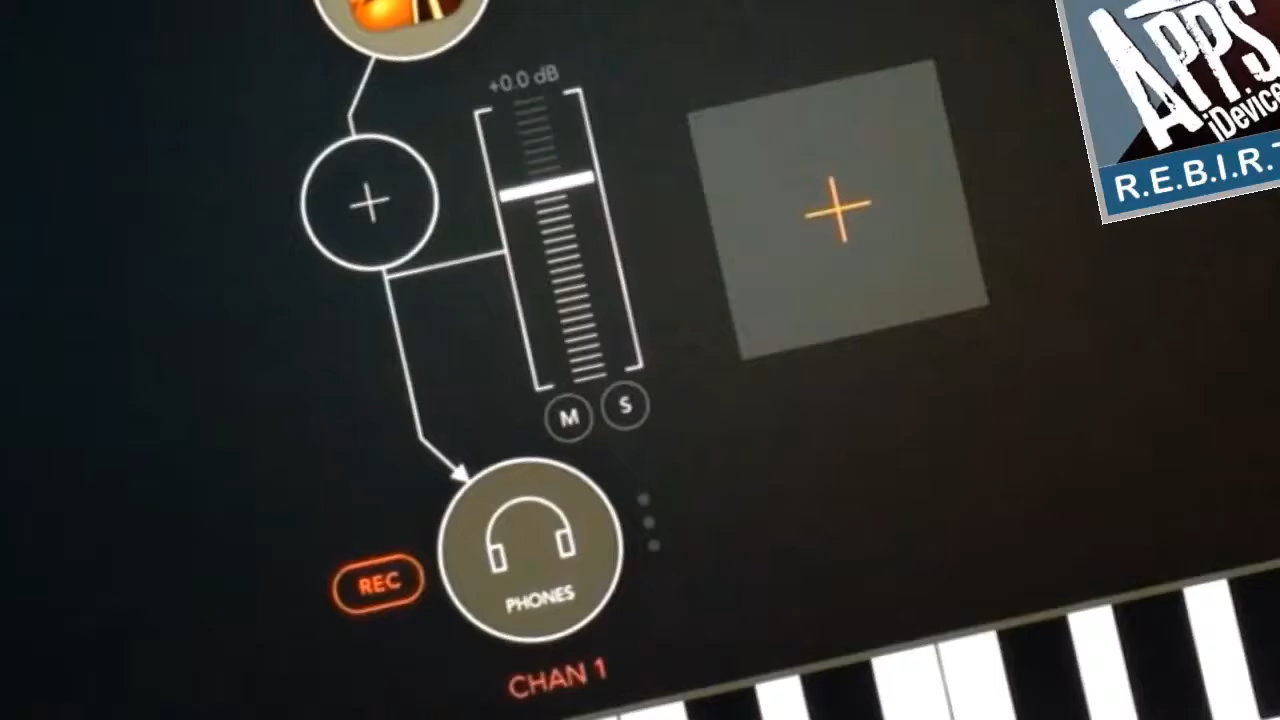 +0.0 dB
M
S
REC
PHONES
CHAN 1
APPS
iDevice
R.E.B.I.R.T